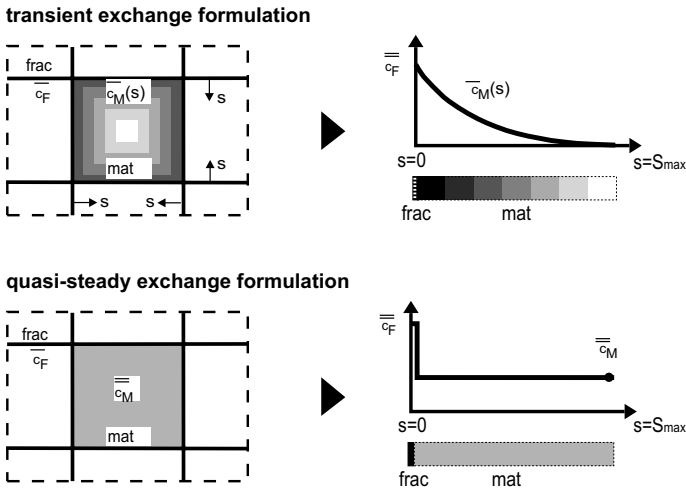 transient exchange formulation
frac
c̅F
c̅M(s)
s
s
mat
s
s
c̿F
c̅M(s)
s=0
s=Smax
frac
mat
quasi-steady exchange formulation
frac
c̅F
c̿M
mat
c̿F
c̿M
s=0
s=Smax
frac
mat